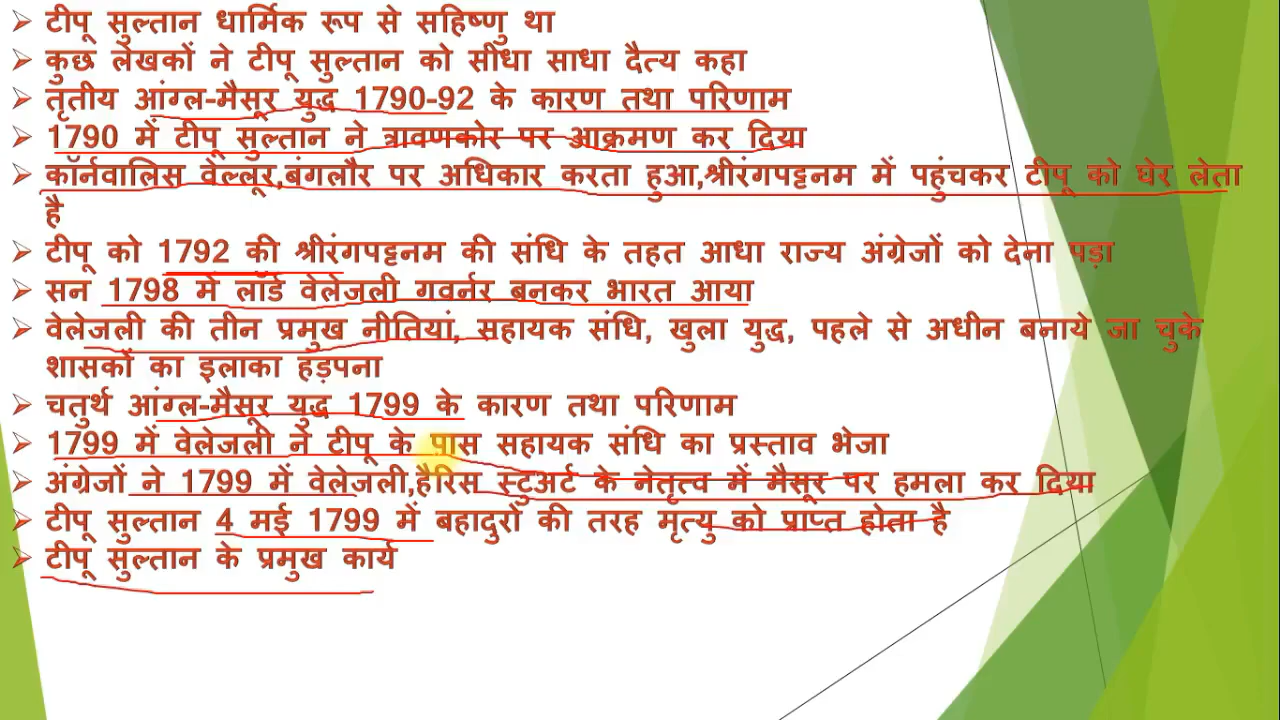 ➢ टीपू सुल्तान धार्मिक रूप से सहिष्णु था
➢ कुछ लेखकों ने टीपू सुल्तान को सीधा साधा दैत्य कहा
➢ तृतीय आंग्ल-मैसूर युद्ध 1790-92 के कारण तथा परिणाम
➢ 1790 में टीपू सुल्तान ने त्रावणकोर पर आक्रमण कर दिया
➢ कॉर्नवालिस वेल्लूर,बंगलौर पर अधिकार करता हुआ,श्रीरंगपट्टनम में पहुंचकर टीपू को घेर लेता
है
➢ टीपू को 1792 की श्रीरंगपट्टनम की संधि के तहत आधा राज्य अंग्रेजों को देना पड़ा
➢ सन 1798 में लॉर्ड वेलेजली गवर्नर बनकर भारत आया
➢ वेलेजली की तीन प्रमुख नीतियां, सहायक संधि, खुला युद्ध, पहले से अधीन बनाये जा चुके
शासकों का इलाका हड़पना
➢ चतुर्थ आंग्ल-मैसूर युद्ध 1799 के कारण तथा परिणाम
➢ 1799 में वेलेजली ने टीपू के पास सहायक संधि का प्रस्ताव भेजा
➢ अंग्रेजों ने 1799 में वेलेजली,हैरिस स्टुअर्ट के नेतृत्व में मैसूर पर हमला कर दिया
➢ टीपू सुल्तान 4 मई 1799 में बहादुरों की तरह मृत्यु को प्राप्त होता है
➢ टीपू सुल्तान के प्रमुख कार्य